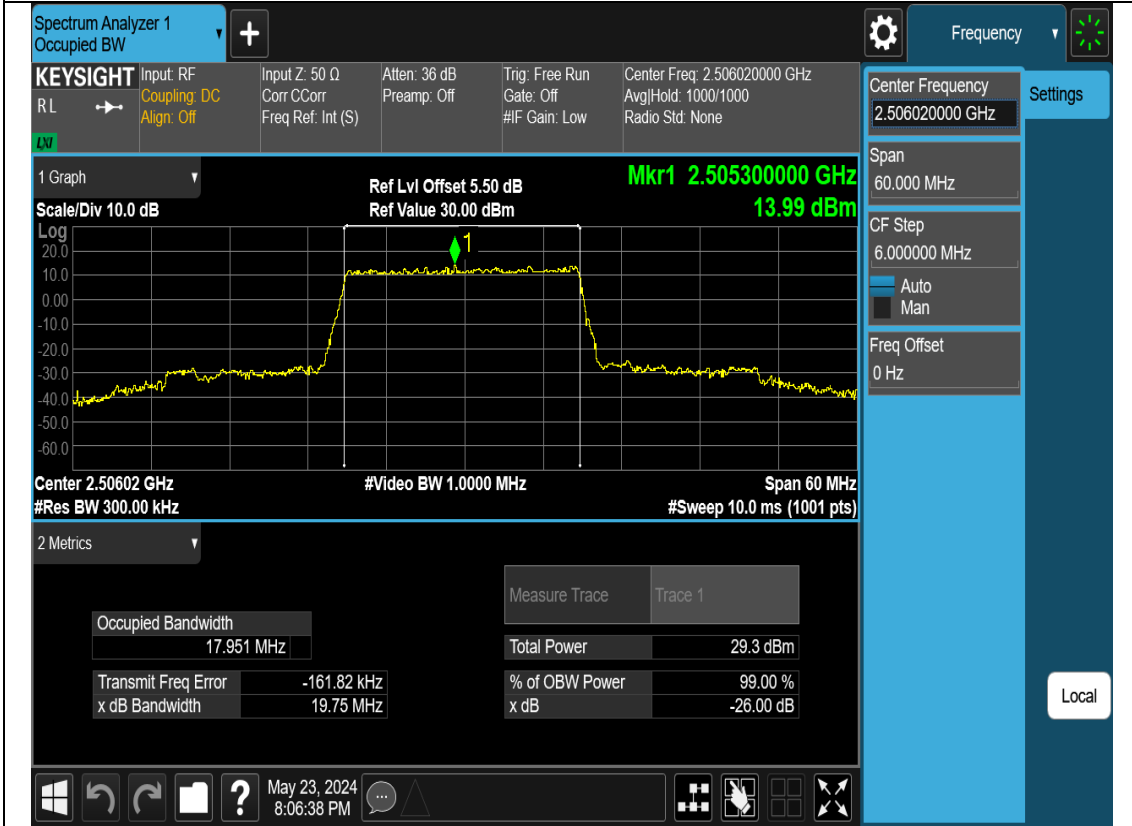 Spectrum Analyzer 1
Occupied BW
Frequency
KEYSIGHT
R L
LXI
Input: RF
Coupling: DC
Align: Off
Input Z: 50 Ω
Corr CCorr
Freq Ref: Int (S)
Atten: 36 dB
Preamp: Off
Trig: Free Run
Gate: Off
#IF Gain: Low
Center Freq: 2.506020000 GHz
Avg|Hold: 1000/1000
Radio Std: None
Center Frequency
2.506020000 GHz
Settings
Span
60.000 MHz
CF Step
6.000000 MHz
Auto
Man
Freq Offset
0 Hz
Local
1 Graph
Scale/Div 10.0 dB
Ref Lvl Offset 5.50 dB
Ref Value 30.00 dBm
Mkr1 2.505300000 GHz
13.99 dBm
Log
1
20.0
10.0
0.00
-10.0
-20.0
-30.0
-40.0
-50.0
-60.0
Center 2.50602 GHz
#Res BW 300.00 kHz
#Video BW 1.0000 MHz
Span 60 MHz
#Sweep 10.0 ms (1001 pts)
2 Metrics
Measure Trace Trace 1
Occupied Bandwidth
17.951 MHz
Total Power 29.3 dBm
Transmit Freq Error -161.82 kHz
% of OBW Power 99.00 %
x dB Bandwidth 19.75 MHz
x dB -26.00 dB
May 23, 2024
8:06:38 PM